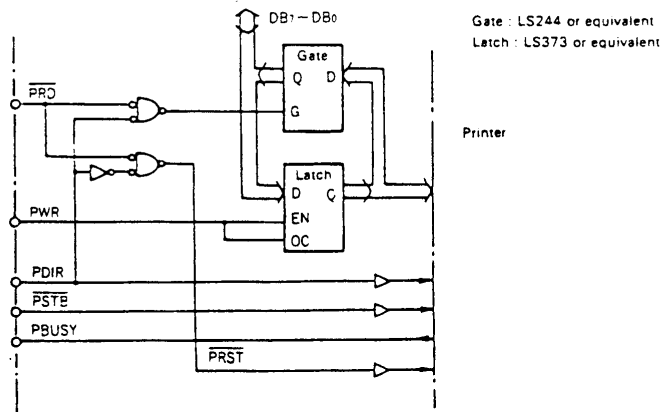 DB₇~DB₀
Gate : LS244 or equivalent
Latch : LS373 or equivalent
Gate
Q D
G
PRD
Printer
Latch
D Q
EN
OC
PWR
PDIR
PSTB
PBUSY
PRST